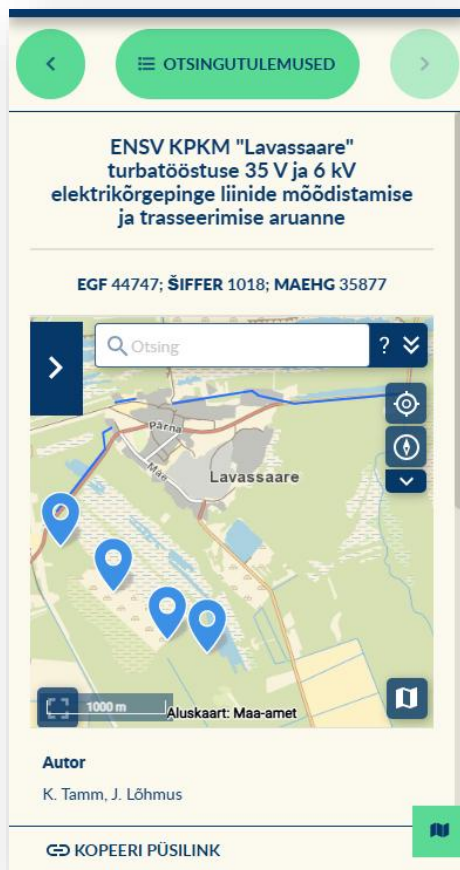 OTSINGUTULEMUSED
ENSV KPKM "Lavassaare"
turbatööstuse 35 V ja 6 kV
elektrikõrgepinge liinide mõõdistamise
ja trasseerimise aruanne
EGF 44747; ŠIFFER 1018; MAEHG 35877
Otsing
?
Pärna
Mäe
Lavassaare
1000 m
Aluskaart: Maa-amet
Autor
K. Tamm, J. Lõhmus
KOPEERI PÜSILINK